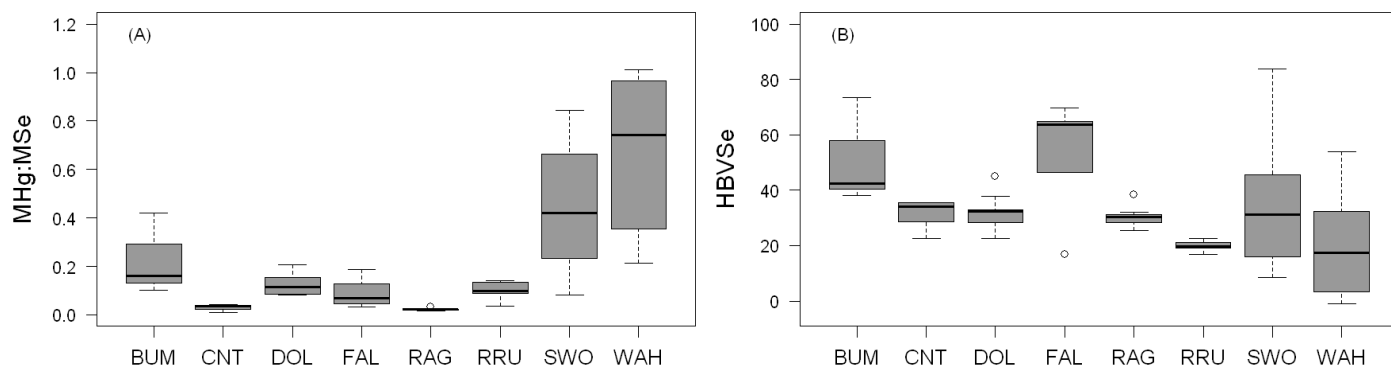 (A)
MHg:MSe
1.2
1.0
0.8
0.6
0.4
0.2
0.0
BUM CNT DOL FAL RAG RRU SWO WAH
(B)
HBVSe
100
80
60
40
20
0
BUM CNT DOL FAL RAG RRU SWO WAH